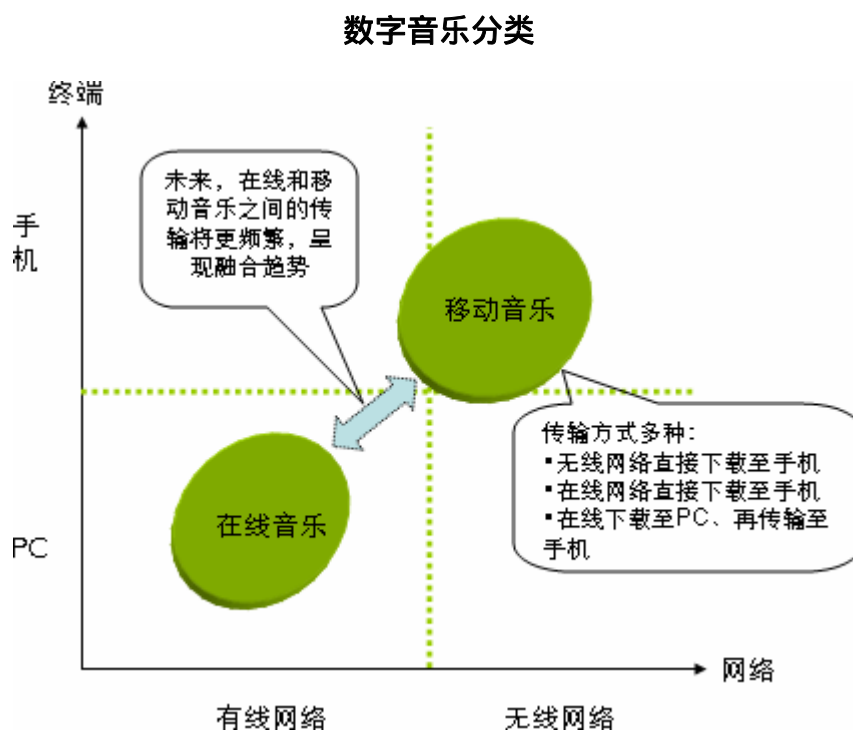 数字音乐分类
终端
未来，在线和移
动音乐之间的传
输将更频繁，呈
现融合趋势
手
机
移动音乐
传输方式多种：
▪无线网络直接下载至手机
▪在线网络直接下载至手机
▪在线下载至PC、再传输至
手机
在线音乐
PC
网络
有线网络
无线网络